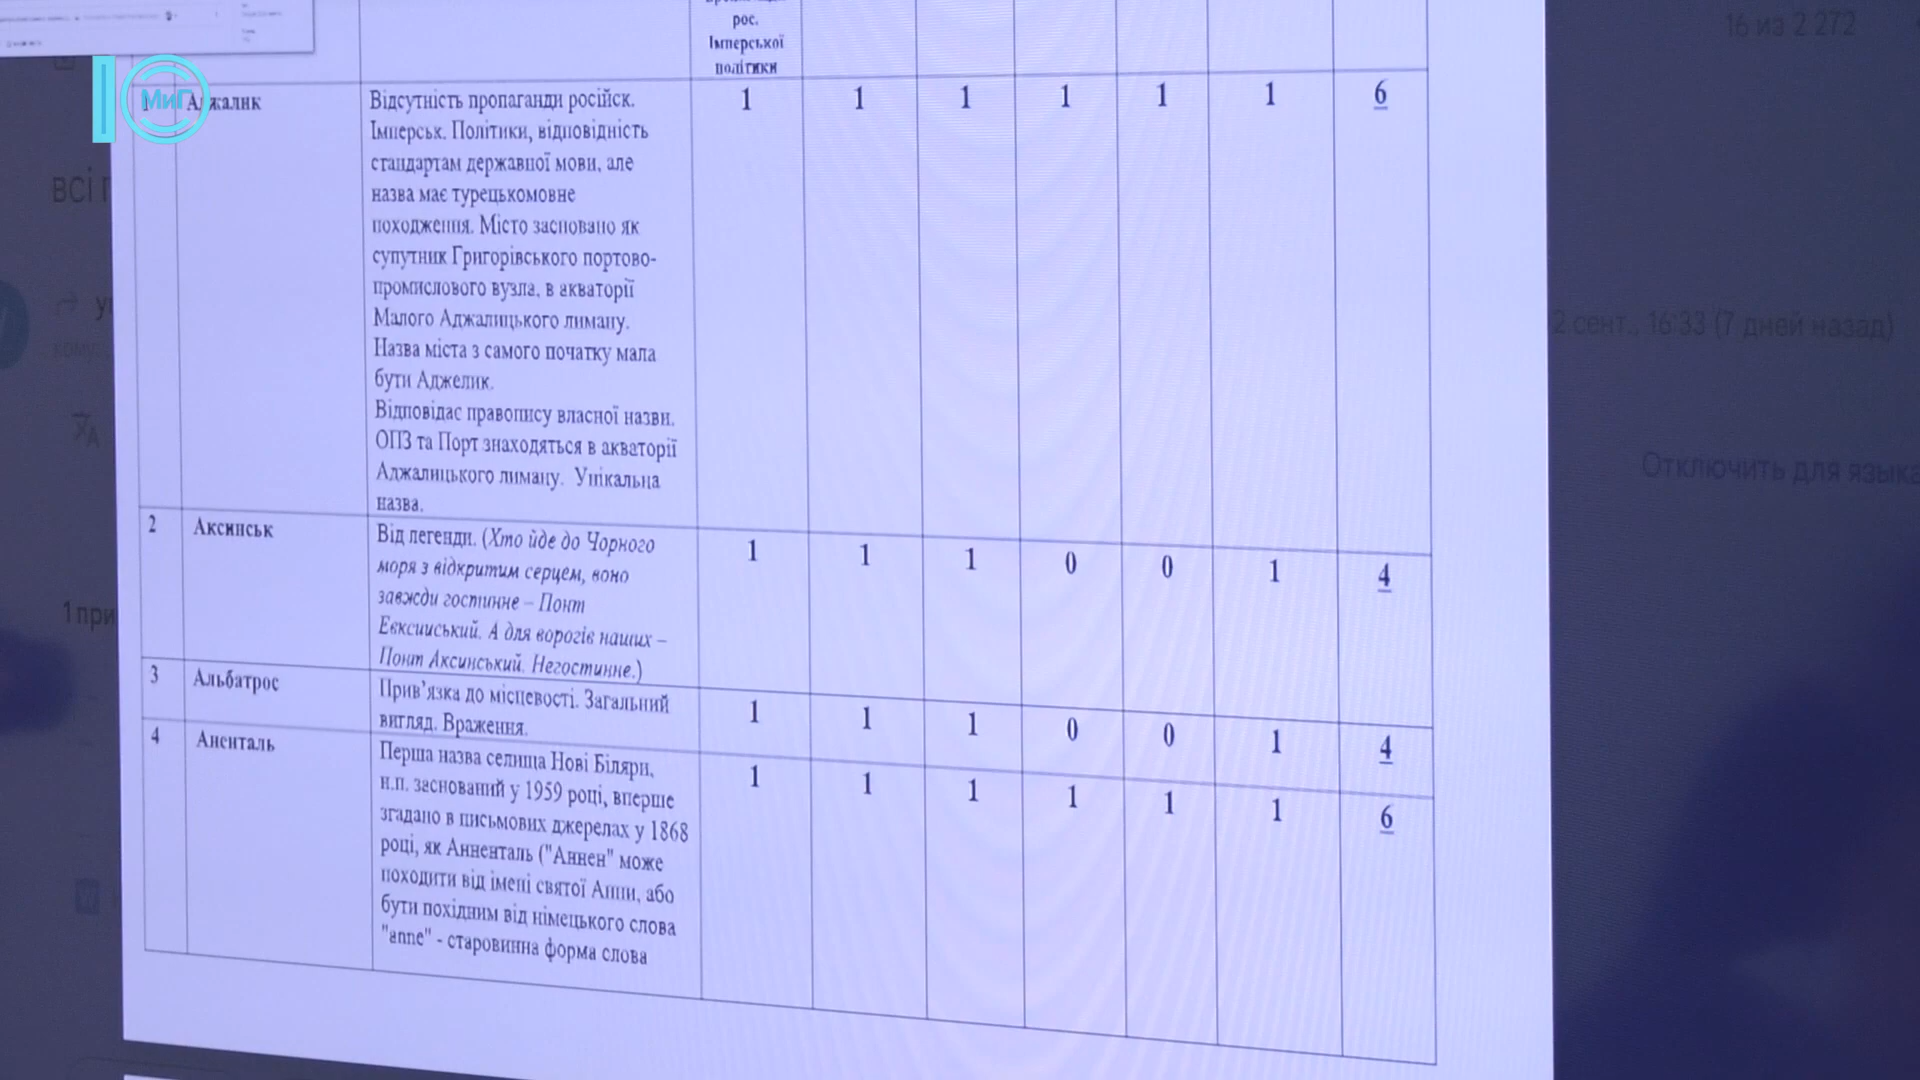 16 из 2 272
рос.
Імперської
політики
МиГ
Аджалик
Відсутність пропаганди російск.
Імперськ. Політики, відповідність
стандартам державної мови, але
назва має турецькомовне
походження. Місто засновано як
супутник Григорівського портово-
промислового вузла, в акваторії
Малого Аджалицького лиману.
Назва міста з самого початку мала
бути Аджелик.
Відповідає правопису власної назви.
ОПЗ та Порт знаходяться в акваторії
Аджалицького лиману. Унікальна
назва.
1 1 1 1 1 1 6
всі
2 сент., 16:33 (7 дней назад)
Отключить для языка
2 Аксинськ
Від легенди. (Хто йде до Чорного
моря з відкритим серцем, воно
завжди гостинне – Понт
Евксинський. А для ворогів наших –
Понт Аксинський. Негостинне.)
1 1 1 0 0 1 4
1 при
3 Альбатрос
Прив’язка до місцевості. Загальний
вигляд. Враження.
1 1 1 0 0 1 4
4 Аненталь
Перша назва селища Нові Біляри,
н.п. заснований у 1959 році, вперше
згадано в письмових джерелах у 1868
році, як Анненталь ("Аннен" може
походити від імені святої Анни, або
бути похідним від німецького слова
"anne" - старовинна форма слова
1 1 1 1 1 1 6